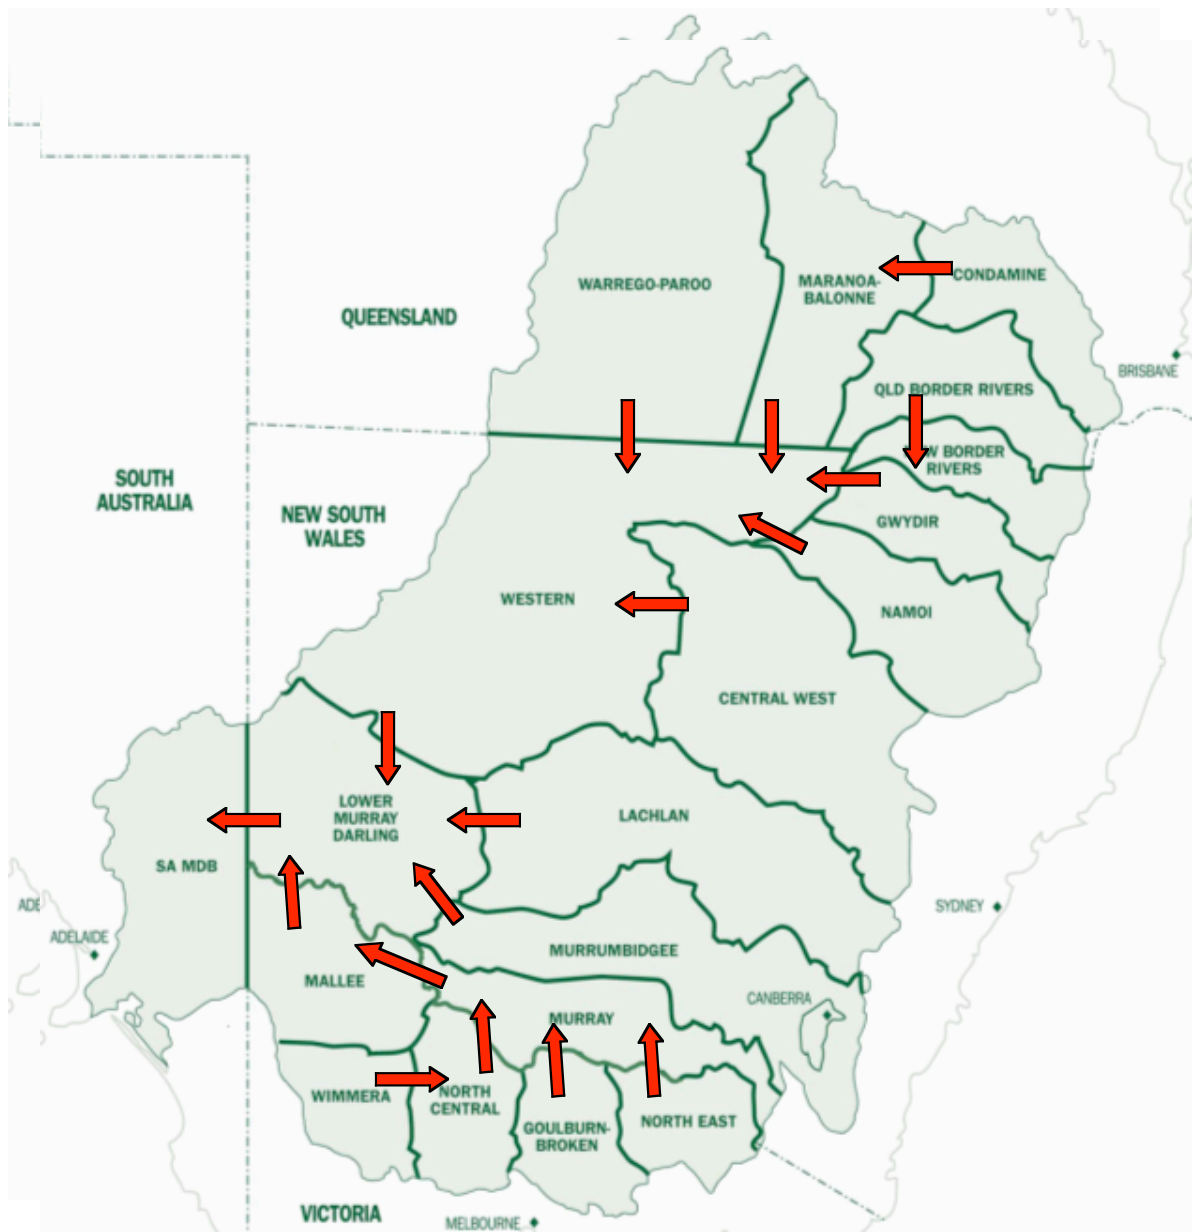 WARREGO-PAROO
MARANOA-
BALONNE
CONDAMINE
QUEENSLAND
BRISBANE
QLD BORDER RIVERS
W BORDER
RIVERS
SOUTH
AUSTRALIA
NEW SOUTH
WALES
GWYDIR
WESTERN
NAMOI
CENTRAL WEST
LOWER
MURRAY
DARLING
LACHLAN
SA MDB
ADE
SYDNEY
ADELAIDE
MURRUMBIDGEE
MALLEE
CANBERRA
MURRAY
WIMMERA
NORTH
CENTRAL
GOULBURN-
BROKEN
NORTH EAST
VICTORIA
MELBOURNE